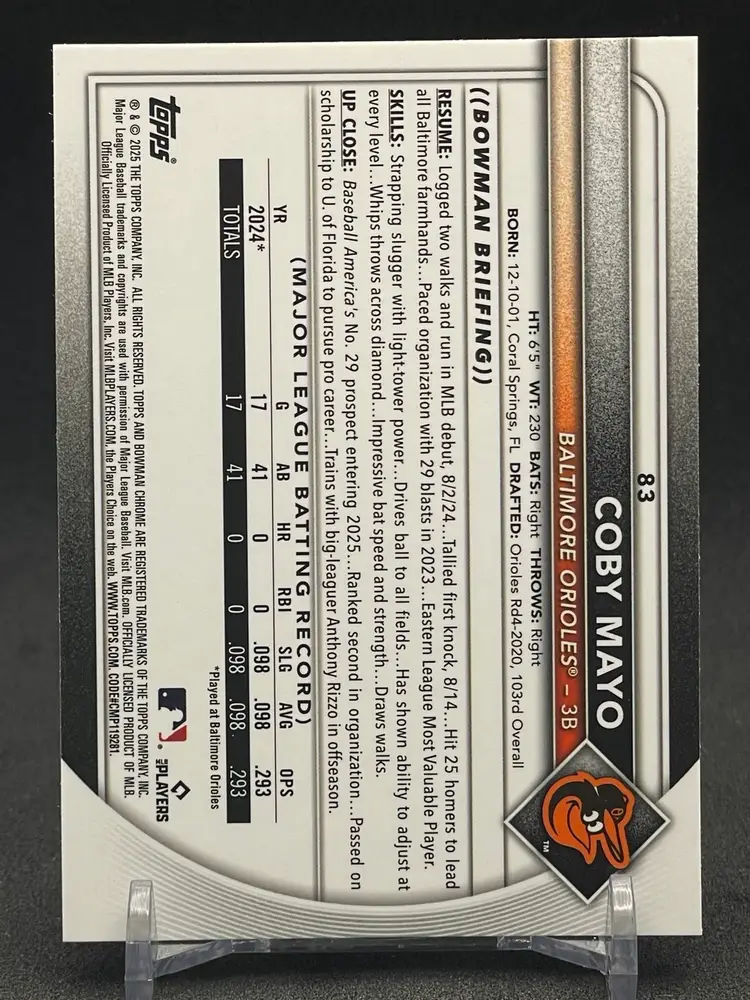 83
COBY MAYO
BALTIMORE ORIOLES® – 3B
TM
HT: 6'5" WT: 230 BATS: Right THROWS: Right
BORN: 12-10-01, Coral Springs, FL DRAFTED: Orioles Rd4-2020, 103rd Overall
((BOWMAN BRIEFING))
RESUME: Logged two walks and run in MLB debut, 8/2/24...Tallied first knock, 8/14...Hit 25 homers to lead
all Baltimore farmhands...Paced organization with 29 blasts in 2023...Eastern League Most Valuable Player.
SKILLS: Strapping slugger with light-tower power...Drives ball to all fields...Has shown ability to adjust at
every level...Whips throws across diamond...Impressive bat speed and strength...Draws walks.
UP CLOSE: Baseball America's No. 29 prospect entering 2025...Ranked second in organization...Passed on
scholarship to U. of Florida to pursue pro career...Trains with big-leaguer Anthony Rizzo in offseason.
(MAJOR LEAGUE BATTING RECORD)
YR G AB HR RBI SLG AVG OPS
2024* 17 41 0 0 .098 .098 .293
TOTALS 17 41 0 0 .098 .098 .293
*Played at Baltimore Orioles
topps®
MLB PLAYERS
® & © 2025 THE TOPPS COMPANY, INC. ALL RIGHTS RESERVED. TOPPS AND BOWMAN CHROME ARE REGISTERED TRADEMARKS OF THE TOPPS COMPANY, INC.
Major League Baseball trademarks and copyrights are used with permission of Major League Baseball. Visit MLB.com. OFFICIALLY LICENSED PRODUCT OF MLB.
Officially Licensed Product of MLB Players, Inc. Visit MLBPLAYERS.COM, the Players Choice on the web. WWW.TOPPS.COM. CODE#CMP119281.